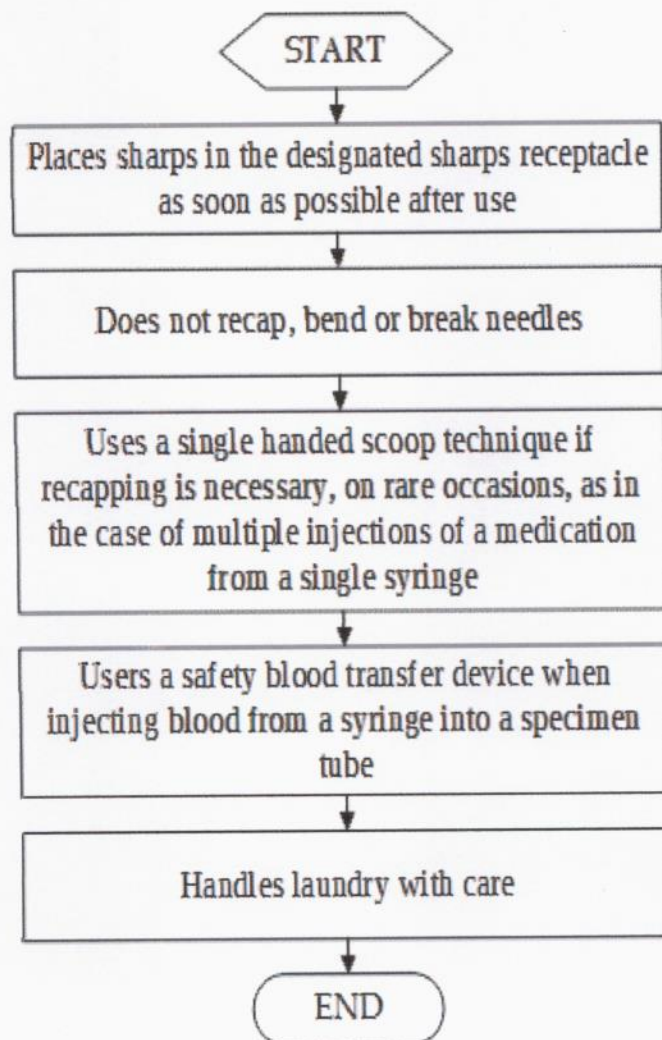 START
Places sharps in the designated sharps receptacle
as soon as possible after use
Does not recap, bend or break needles
Uses a single handed scoop technique if
recapping is necessary, on rare occasions, as in
the case of multiple injections of a medication
from a single syringe
Users a safety blood transfer device when
injecting blood from a syringe into a specimen
tube
Handles laundry with care
END